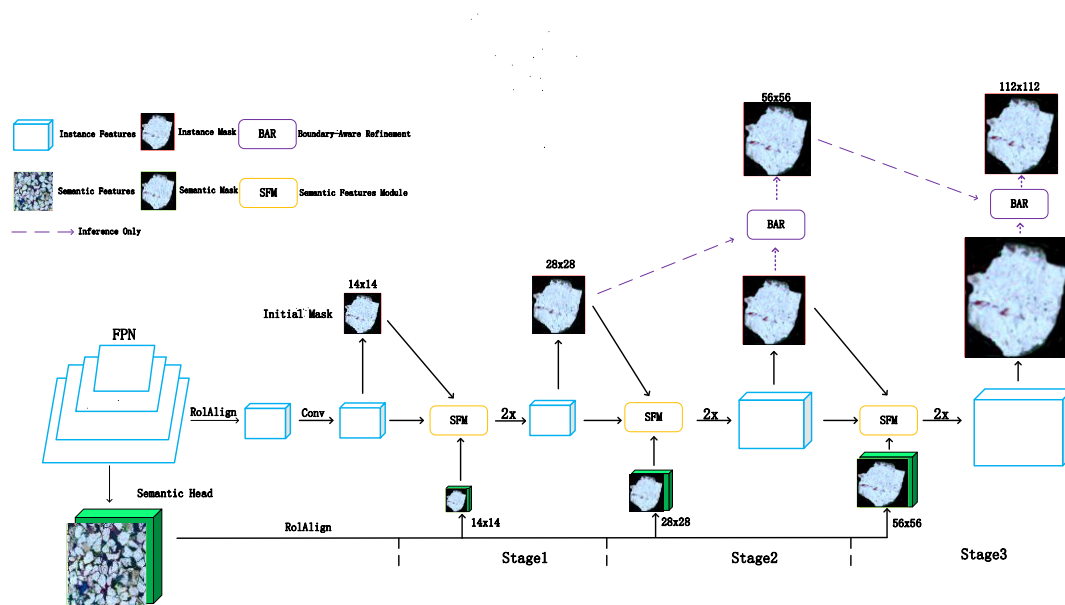 112x112
56x56
Instance Features
Instance Mask
BAR
Boundary-Aware Refinement
Semantic Features
Semantic Mask
SFM
Semantic Features Module
Inference Only
BAR
BAR
28x28
14x14
Initial Mask
FPN
RolAlign
Conv
SFM
2x
SFM
2x
SFM
2x
Semantic Head
14x14
28x28
56x56
RolAlign
Stage1
Stage2
Stage3